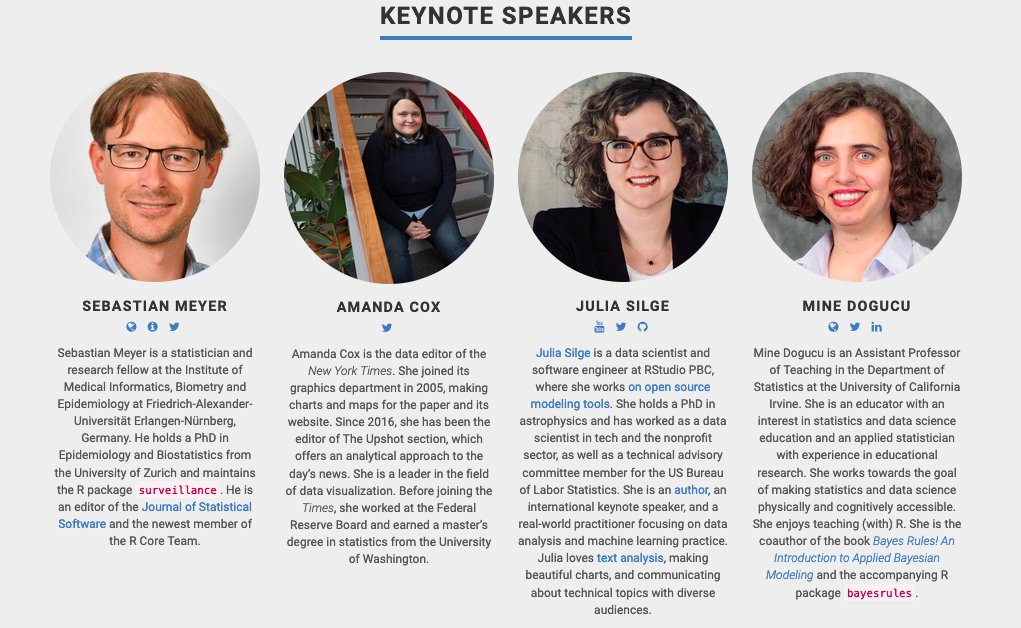 KEYNOTE SPEAKERS
SEBASTIAN MEYER
Sebastian Meyer is a statistician and
research fellow at the Institute of
Medical Informatics, Biometry and
Epidemiology at Friedrich-Alexander-
Universität Erlangen-Nürnberg,
Germany. He holds a PhD in
Epidemiology and Biostatistics from
the University of Zurich and maintains
the R package surveillance. He is
an editor of the Journal of Statistical
Software and the newest member of
the R Core Team.
AMANDA COX
Amanda Cox is the data editor of the
New York Times. She joined its
graphics department in 2005, making
charts and maps for the paper and its
website. Since 2016, she has been the
editor of The Upshot section, which
offers an analytical approach to the
day's news. She is a leader in the field
of data visualization. Before joining the
Times, she worked at the Federal
Reserve Board and earned a master's
degree in statistics from the University
of Washington.
JULIA SILGE
Julia Silge is a data scientist and
software engineer at RStudio PBC,
where she works on open source
modeling tools. She holds a PhD in
astrophysics and has worked as a data
scientist in tech and the nonprofit
sector, as well as a technical advisory
committee member for the US Bureau
of Labor Statistics. She is an author, an
international keynote speaker, and a
real-world practitioner focusing on data
analysis and machine learning practice.
Julia loves text analysis, making
beautiful charts, and communicating
about technical topics with diverse
audiences.
MINE DOGUCU
Mine Dogucu is an Assistant Professor
of Teaching in the Department of
Statistics at the University of California
Irvine. She is an educator with an
interest in statistics and data science
education and an applied statistician
with experience in educational
research. She works towards the goal
of making statistics and data science
physically and cognitively accessible.
She enjoys teaching (with) R. She is the
coauthor of the book Bayes Rules! An
Introduction to Applied Bayesian
Modeling and the accompanying R
package bayesrules.